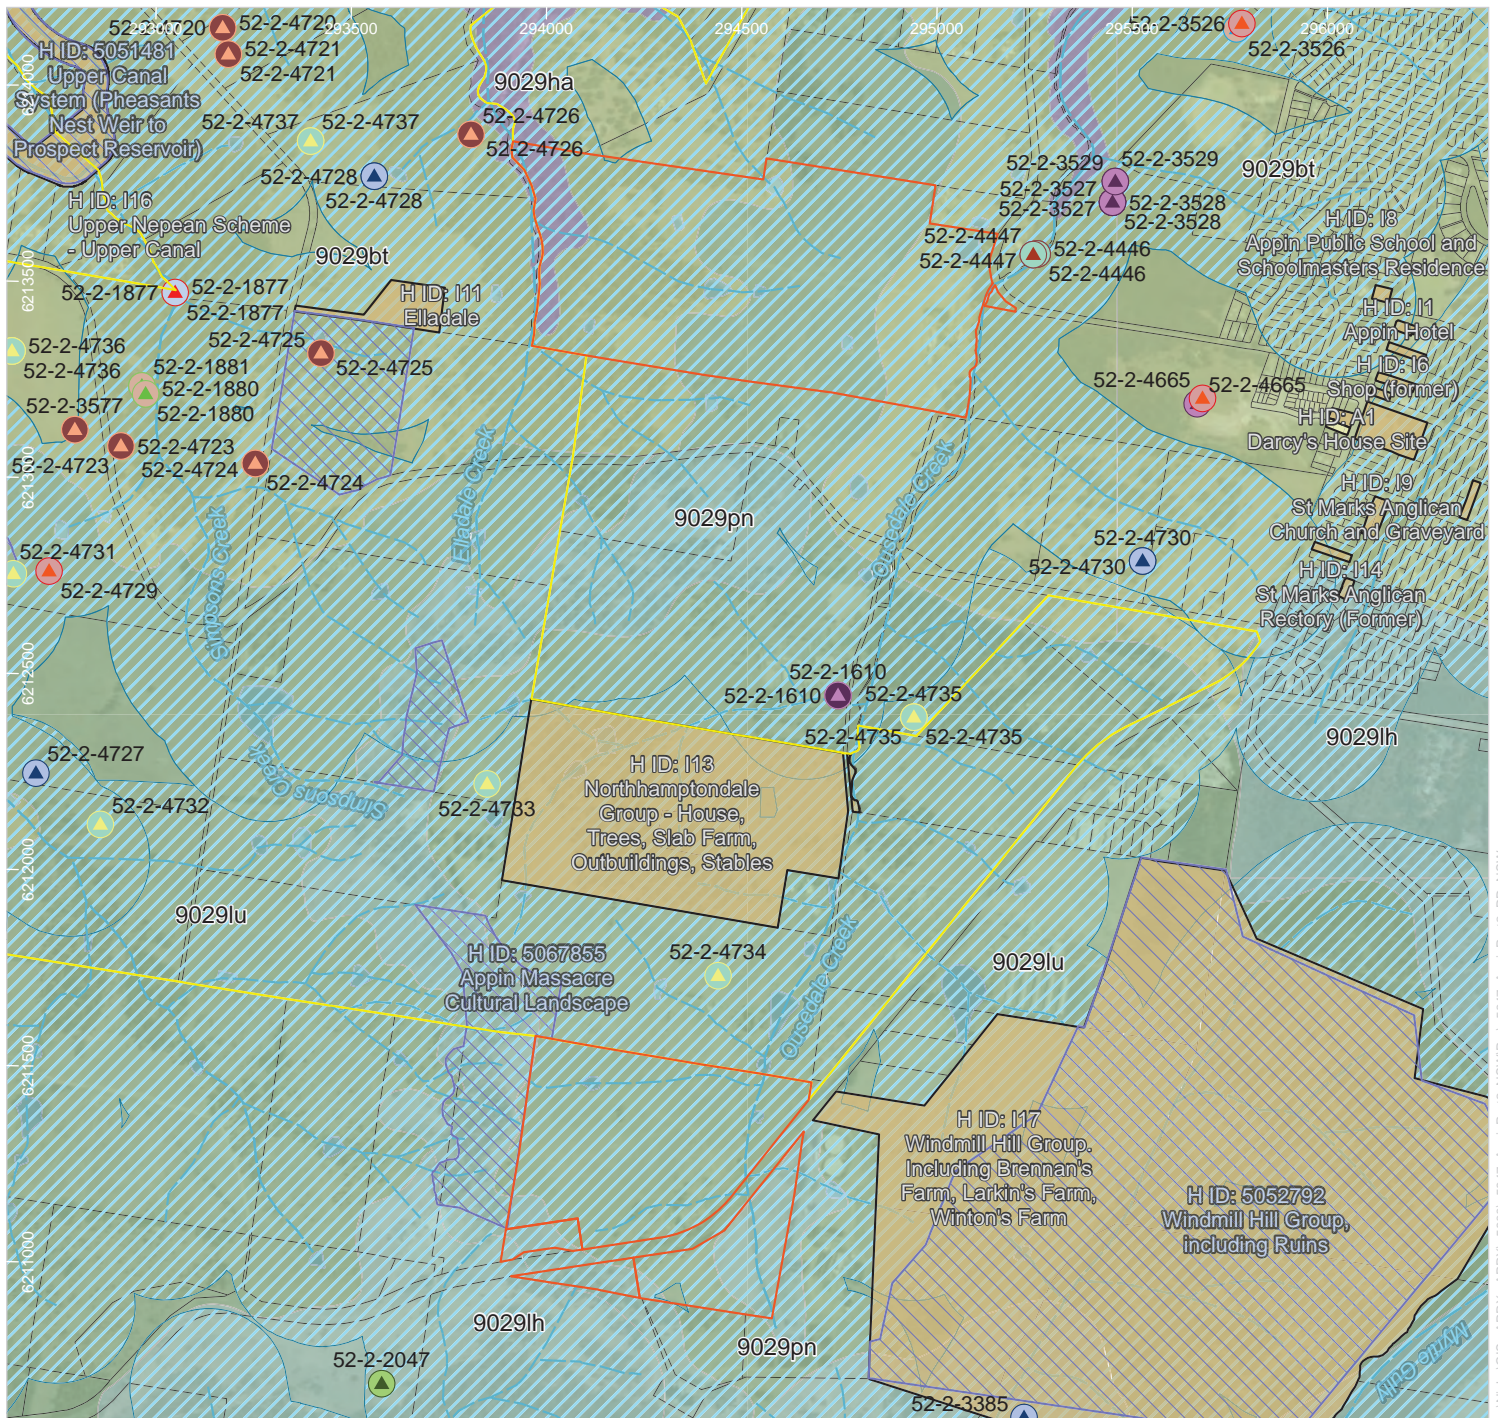 293000
293500
294000
294500
295000
295500
296000
6214000
6213500
6213000
6212500
6212000
6211500
6211000
52-2-4720
52-2-4720
52-2-4721
52-2-4721
H ID: 5051481
Upper Canal
System (Pheasants
Nest Weir to
Prospect Reservoir)
52-2-4737
52-2-4737
9029ha
52-2-4726
52-2-4726
52-2-3526
52-2-3526
52-2-4728
52-2-4728
52-2-3529
52-2-3529
52-2-3527
52-2-3527
52-2-3528
52-2-3528
9029bt
H ID: I16
Upper Nepean Scheme
- Upper Canal
9029bt
52-2-4447
52-2-4447
52-2-4446
52-2-4446
H ID: I8
Appin Public School and
Schoolmasters Residence
52-2-1877
52-2-1877
52-2-1877
H ID: I11
Elladale
H ID: I1
Appin Hotel
52-2-4725
52-2-4725
52-2-4736
52-2-4736
52-2-1881
52-2-1880
52-2-1880
H ID: I6
Shop (former)
52-2-4665
52-2-4665
52-2-3577
H ID: A1
Darcy's House Site
52-2-4723
52-2-4723
52-2-4724
52-2-4724
Elladale Creek
Ousedale Creek
H ID: I9
St Marks Anglican
Church and Graveyard
9029pn
52-2-4731
52-2-4729
Simpsons Creek
52-2-4730
52-2-4730
H ID: I14
St Marks Anglican
Rectory (Former)
52-2-1610
52-2-1610
52-2-4735
52-2-4735
52-2-4735
9029lh
52-2-4727
52-2-4732
Simpsons Creek
52-2-4733
H ID: I13
Northhamptondale
Group - House,
Trees, Slab Farm,
Outbuildings, Stables
9029lu
H ID: 5067855
Appin Massacre
Cultural Landscape
52-2-4734
Ousedale Creek
9029lu
H ID: I17
Windmill Hill Group.
Including Brennan's
Farm, Larkin's Farm,
Winton's Farm
H ID: 5052792
Windmill Hill Group,
including Ruins
9029lh
9029pn
52-2-2047
52-2-3385
Myrtle Gully